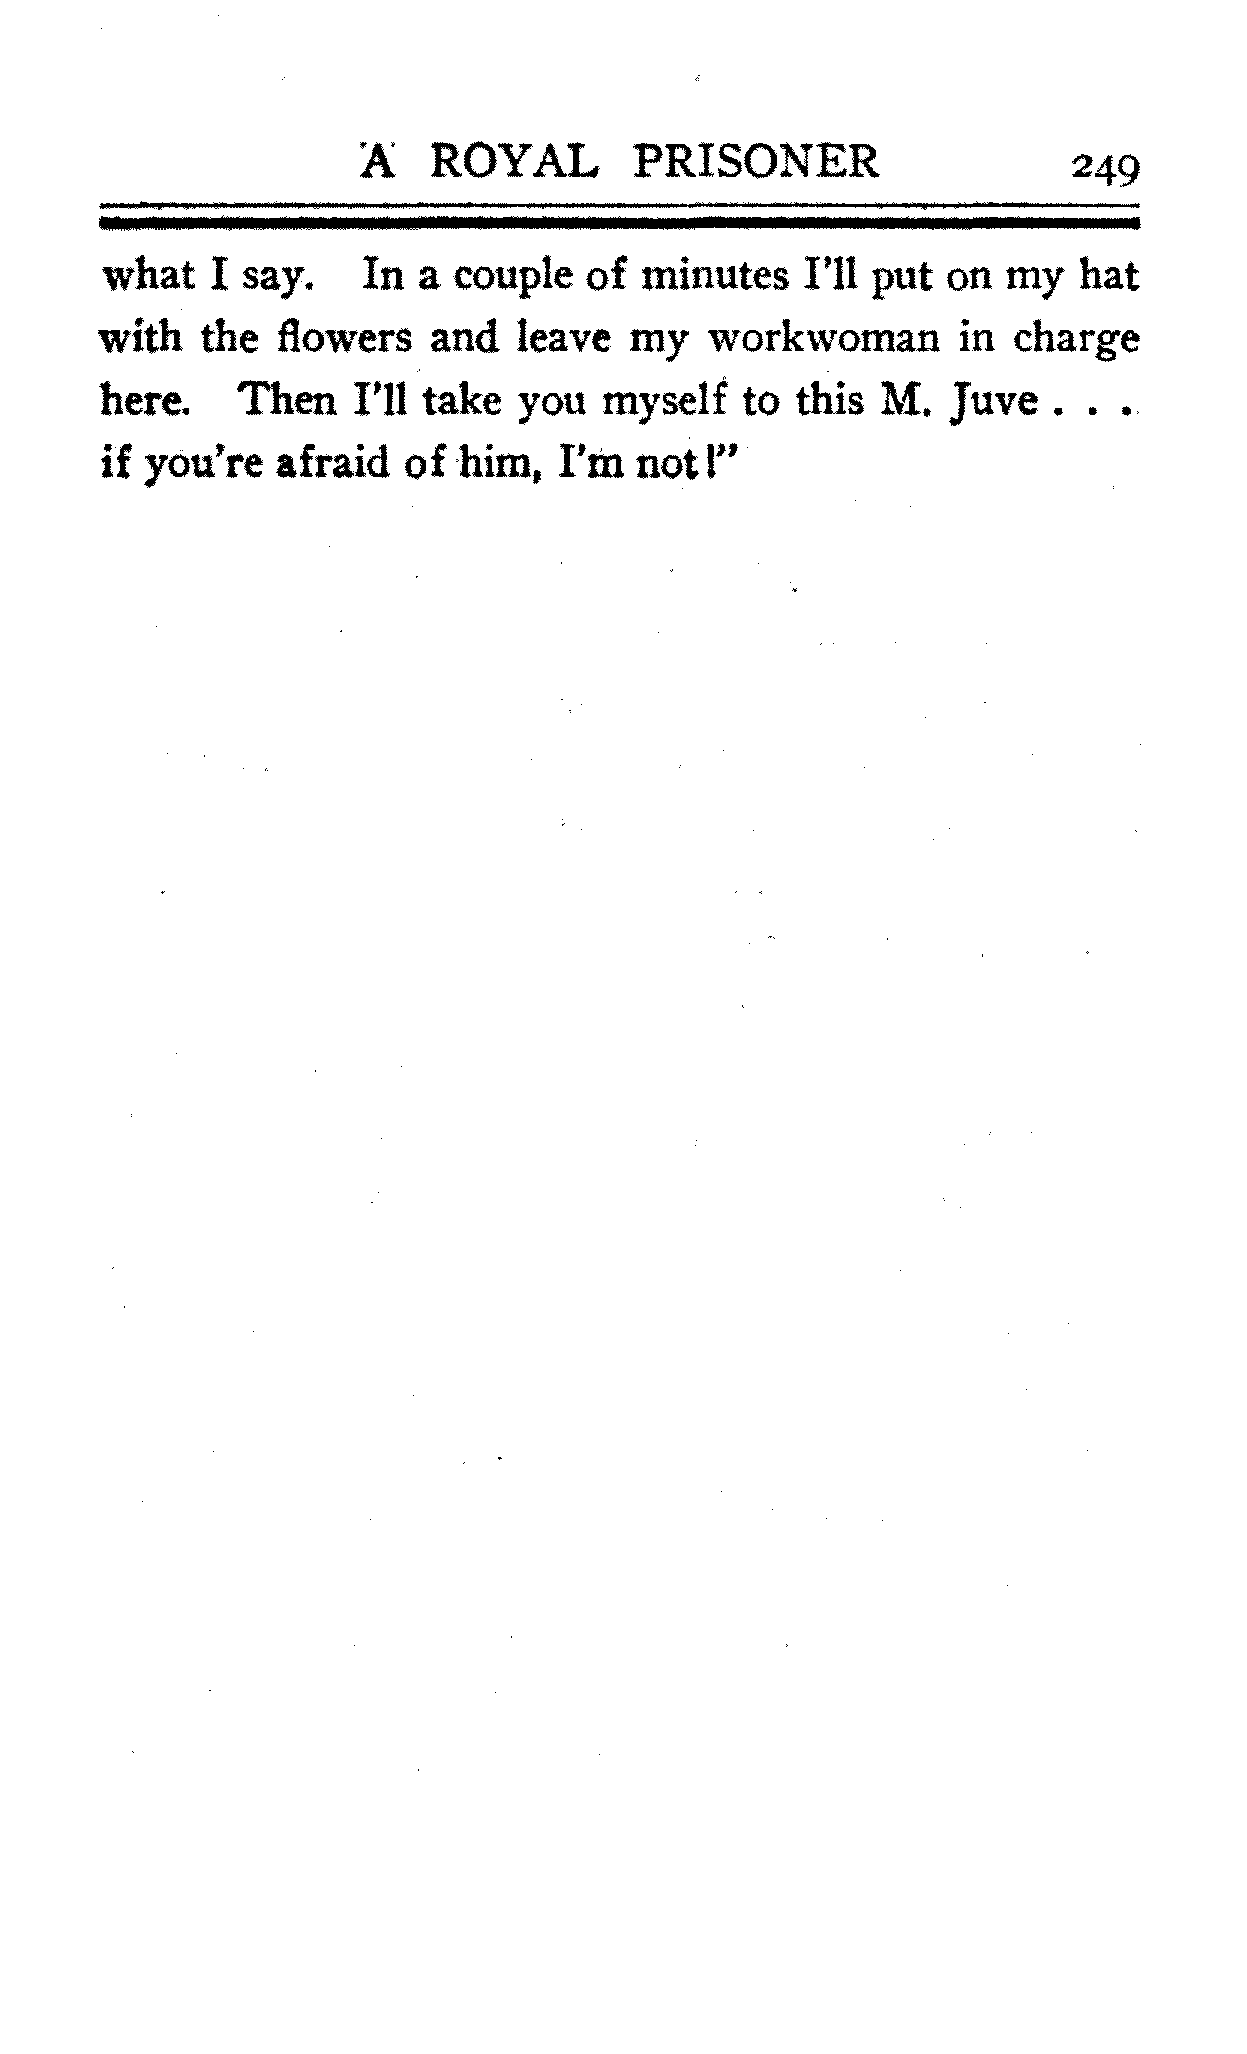 A ROYAL PRISONER 249
what I say. In a couple of minutes I'll put on my hat
with the flowers and leave my workwoman in charge
here. Then I'll take you myself to this M. Juve . . .
if you're afraid of him, I'm not!"